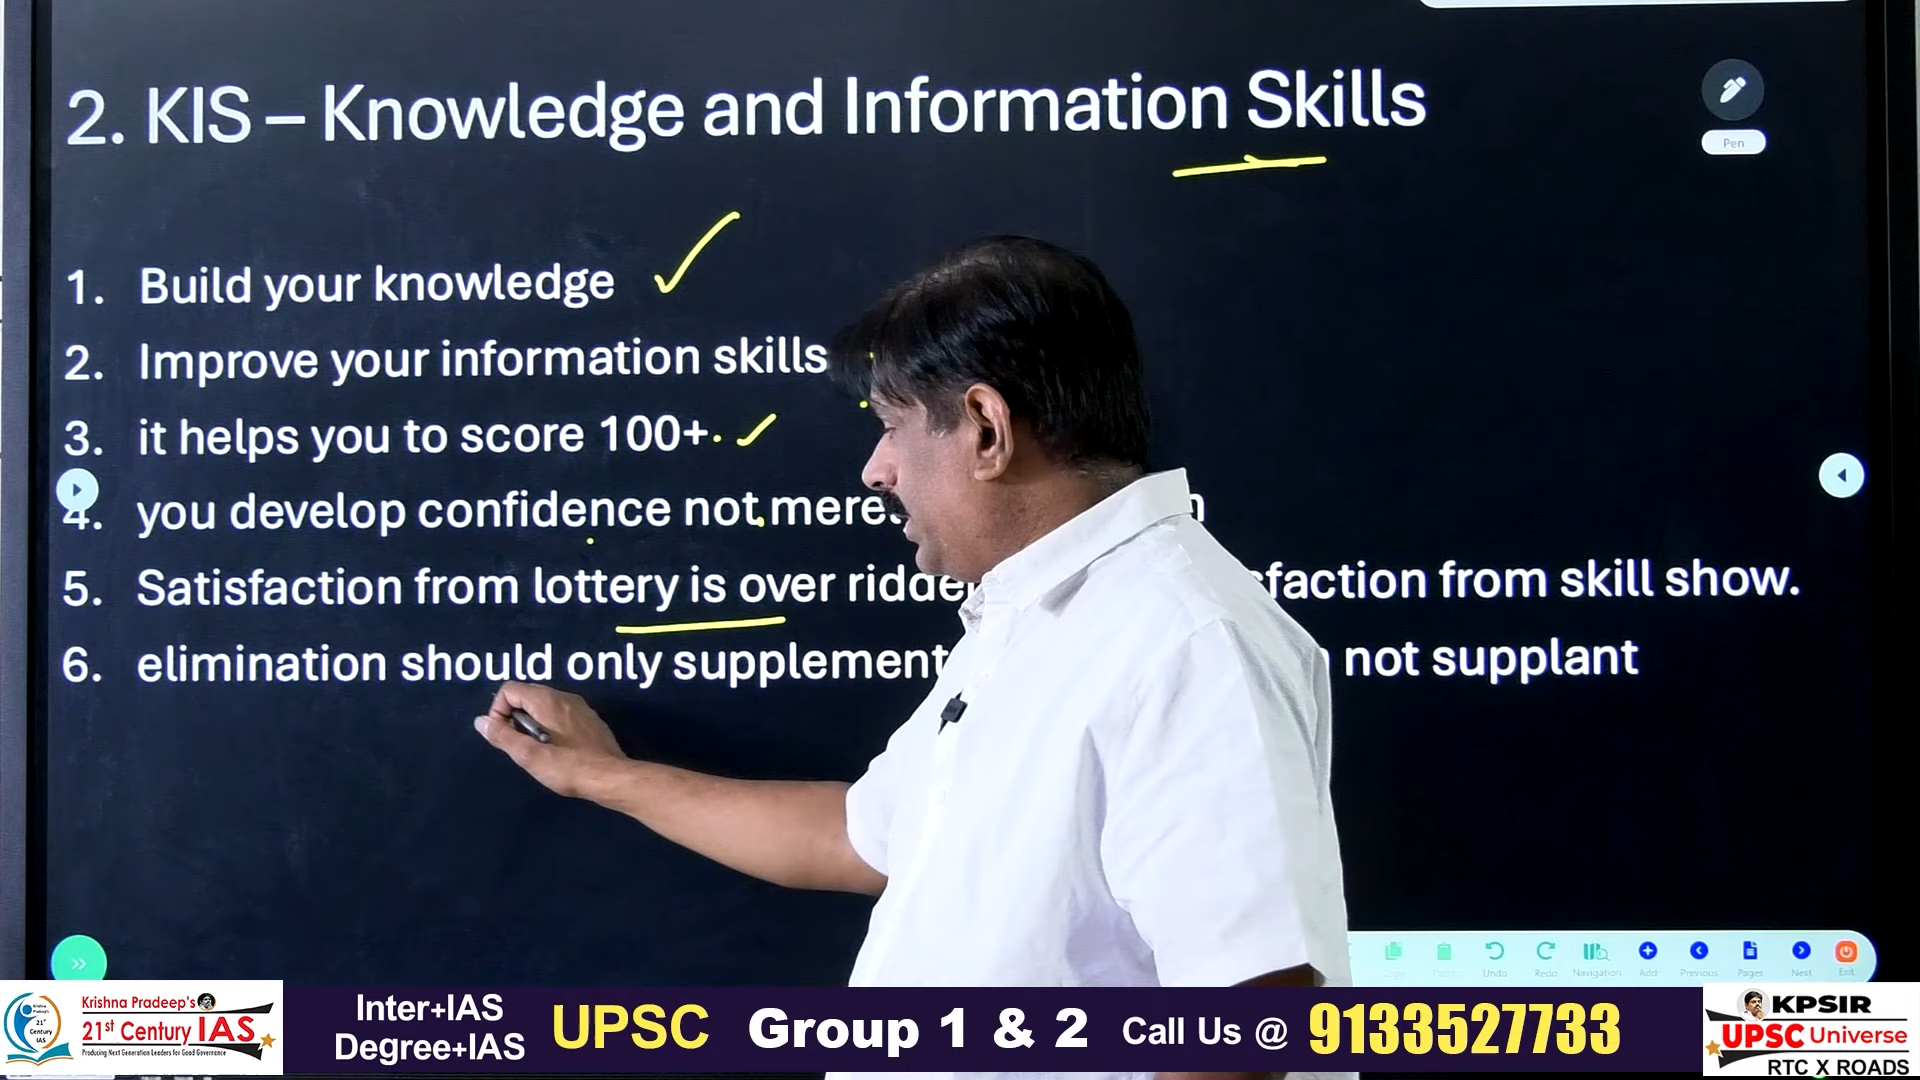 2. KIS – Knowledge and Information Skills
Pen
1. Build your knowledge
2. Improve your information skills
3. it helps you to score 100+
4. you develop confidence not
5. Satisfaction from lottery is over from skill show.
6. elimination should only supplement not supplant
Undo Redo Navigation Add Previous Pages Next Exit
Krishna Pradeep's
21st Century IAS
Producing Next Generation Leaders for Good Governance
Inter+IAS
Degree+IAS
UPSC Group 1 & 2 Call Us @ 9133527733
KPSIR
UPSC Universe
RTC X ROADS